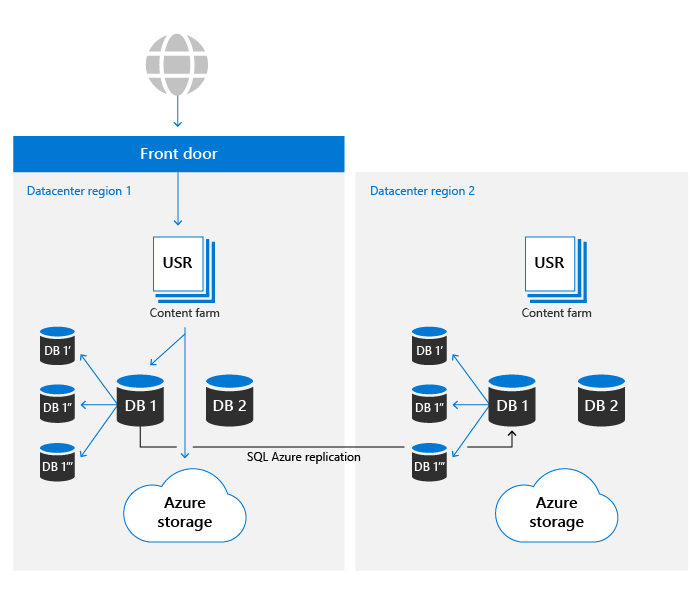 Front door
Datacenter region 1
USR
Content farm
DB 1'
DB 1"
DB 1'"
DB 1
DB 2
SQL Azure replication
Azure
storage
Datacenter region 2
USR
Content farm
DB 1'
DB 1"
DB 1'"
DB 1
DB 2
Azure
storage